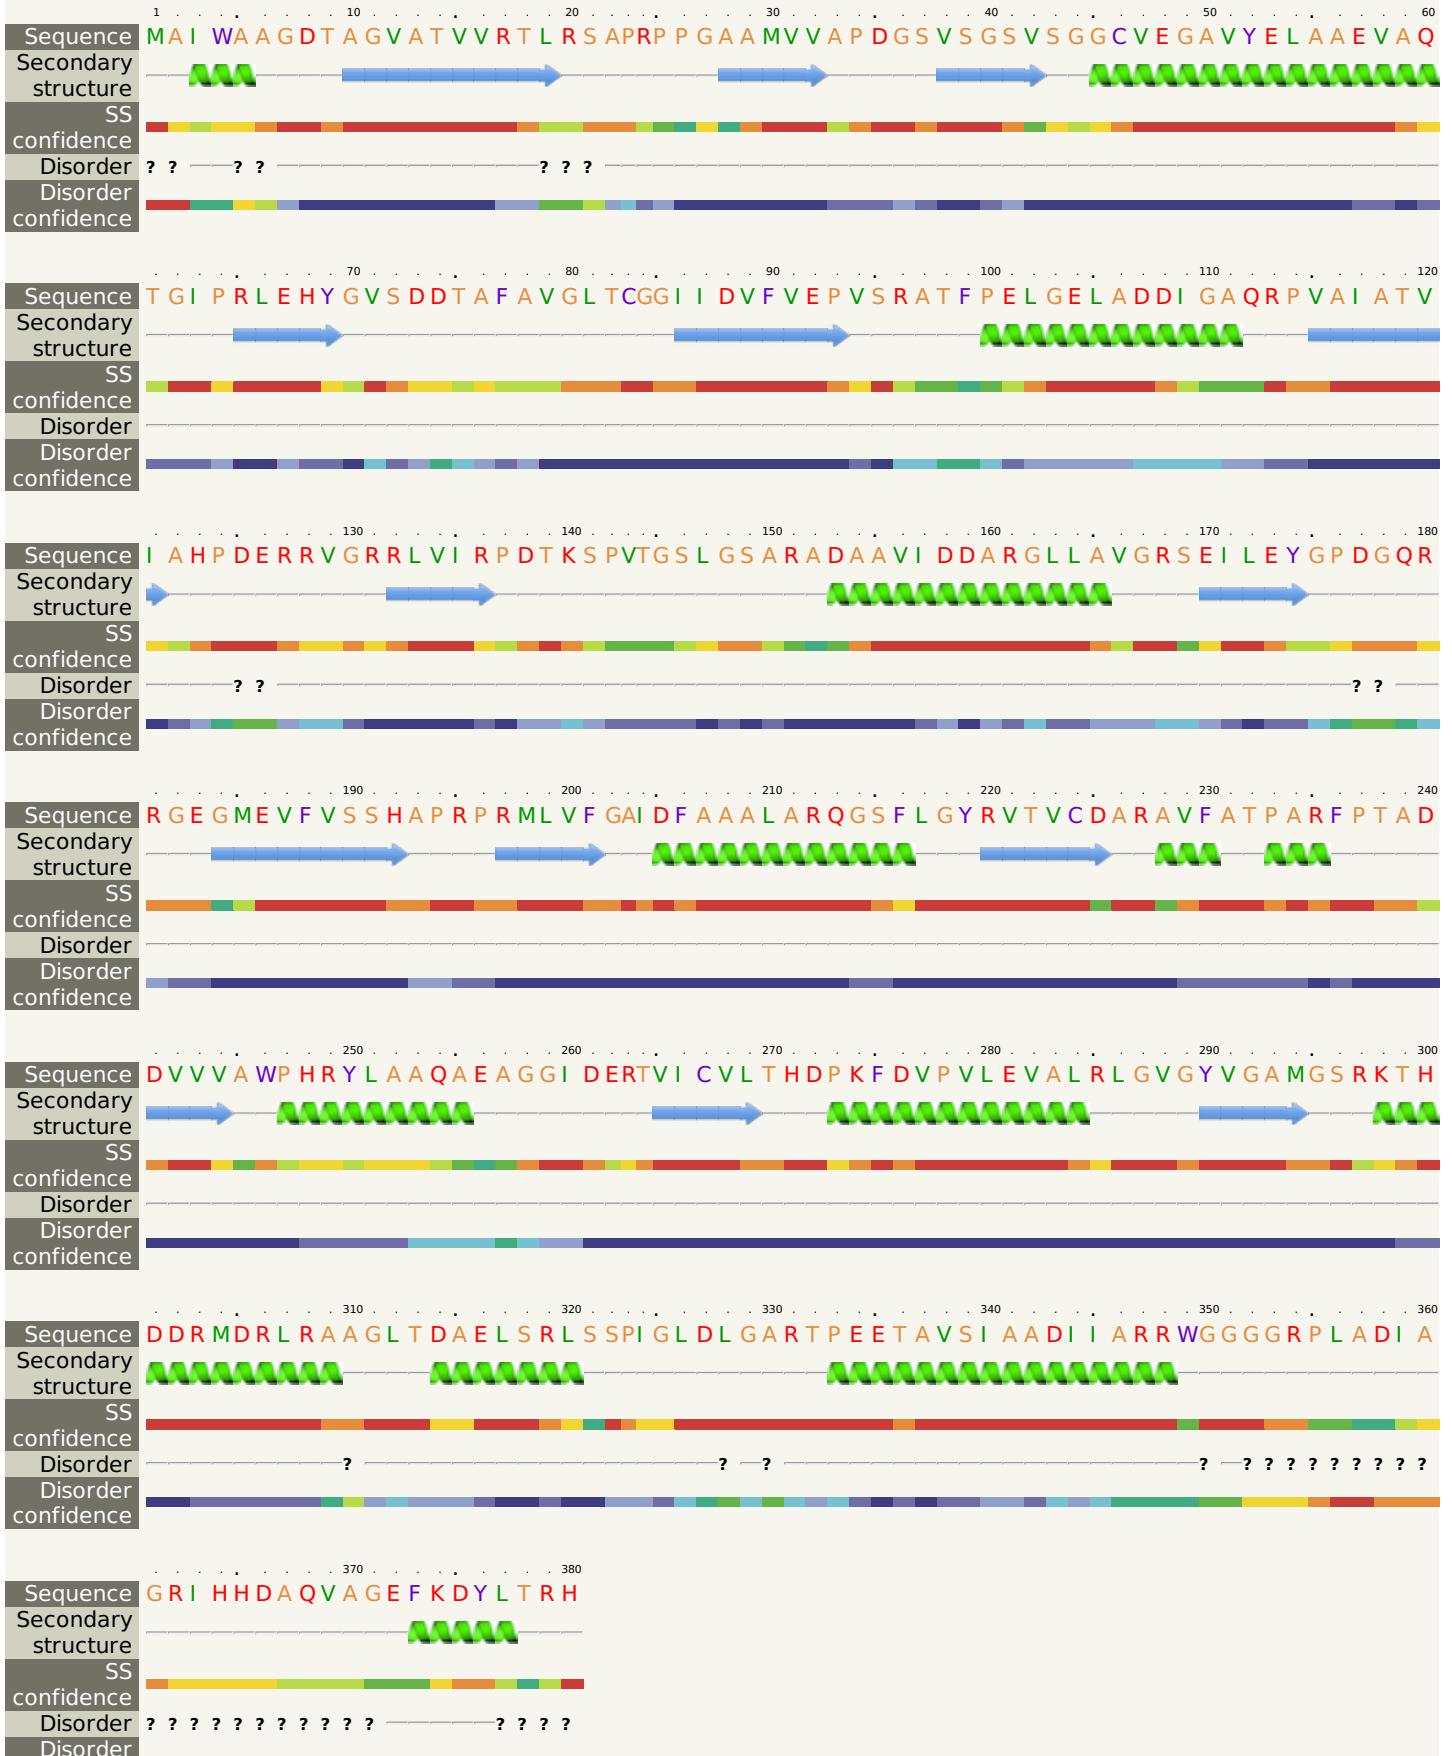 1 10 20 30 40 50 60
Sequence MAIWAAGDTAGVATVVRTLRSAPRPPGAAMVVAPDGSVSGSVSGGCVEGAVYELAAEVAQ
Secondary
structure
SS
confidence
Disorder ? ? ? ? ? ? ?
Disorder
confidence
70 80 90 100 110 120
Sequence TGIPRLEHYGVSDDTAFAVGLTCGGIIDVFVEPVSRATFPELGELADDIGAQRPVAIATV
Secondary
structure
SS
confidence
Disorder
Disorder
confidence
130 140 150 160 170 180
Sequence IAHPDERRVGRRLVIRPDTKSPVTGSLGSARADAAVIDDARGLLAVGRSEILEYGPDGQR
Secondary
structure
SS
confidence
Disorder ? ? ? ?
Disorder
confidence
190 200 210 220 230 240
Sequence RGEGMEVFVSSHAPRPRMLVFGAIDFAAALARQGSFLGYRVTVCDARAVFATPARFPTAD
Secondary
structure
SS
confidence
Disorder
Disorder
confidence
250 260 270 280 290 300
Sequence DVVVAWPHRYLAAQAEAGGIDERTVICVLTHDPKFDVPVLEVALRLGVGYVGAMGSRKTH
Secondary
structure
SS
confidence
Disorder
Disorder
confidence
310 320 330 340 350 360
Sequence DDRMDRLRAAGLTDAELSRLSSPIGLDLGARTPEETAVSIAADIIARRWGGGGRPLADIA
Secondary
structure
SS
confidence
Disorder ? ? ? ? ? ? ? ? ? ? ? ? ?
Disorder
confidence
370 380
Sequence GRIHHDAQVAGEFKDYLTRH
Secondary
structure
SS
confidence
Disorder ? ? ? ? ? ? ? ? ? ? ? ? ? ? ?
Disorder